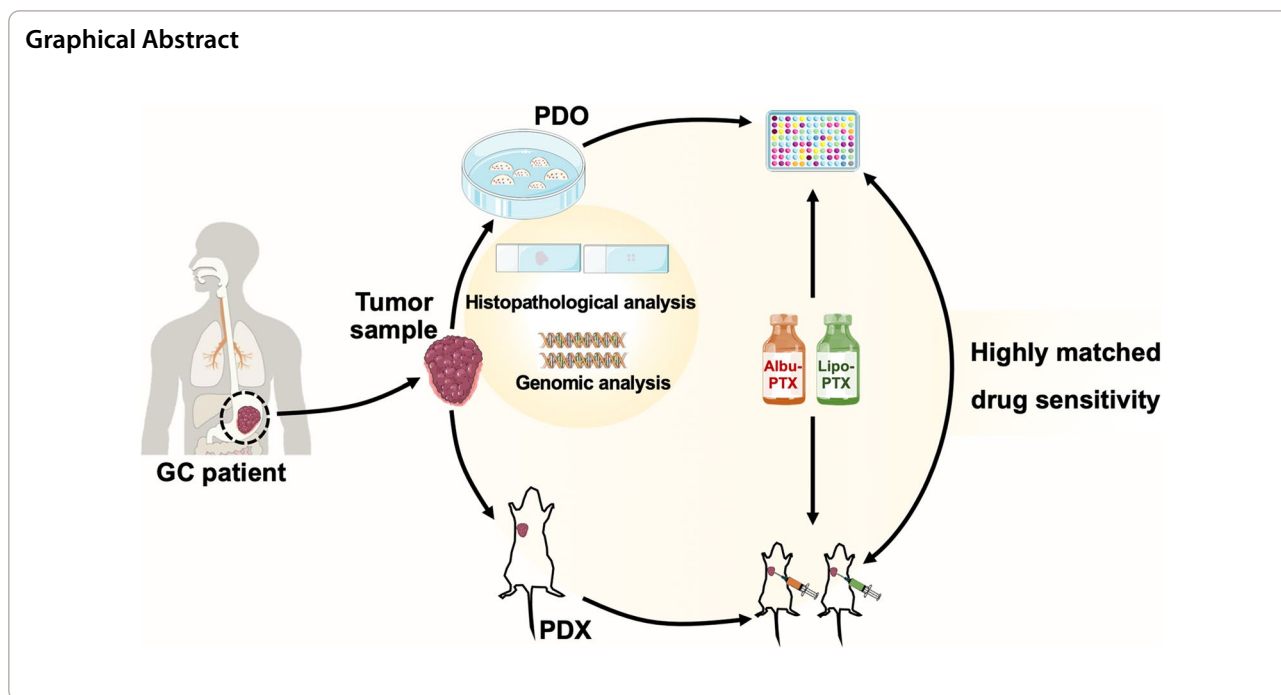 Graphical Abstract
PDO
Histopathological analysis
Genomic analysis
Tumor
sample
GC patient
Albu-
PTX
Lipo-
PTX
Highly matched
drug sensitivity
PDX